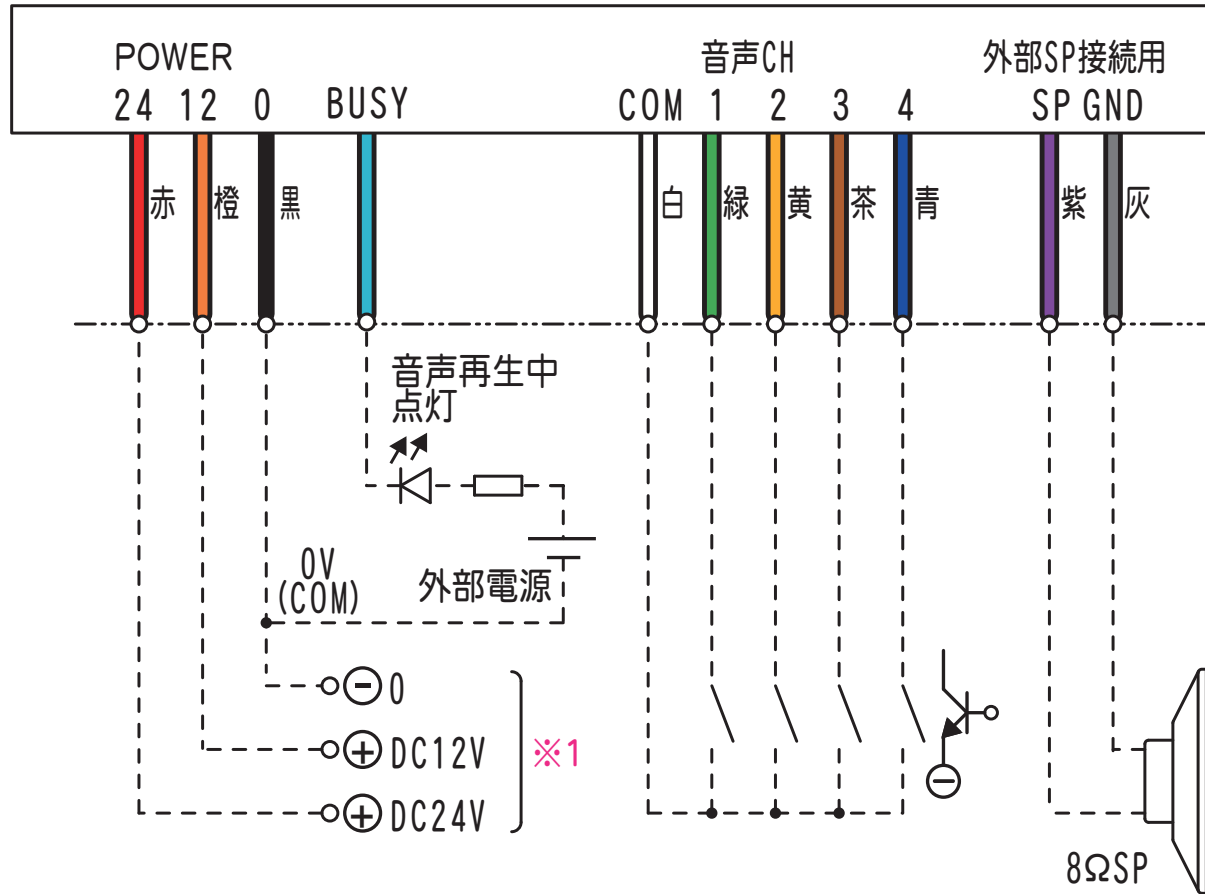 POWER 音声CH 外部SP接続用
24 12 0 BUSY COM 1 2 3 4 SP GND
赤 橙 黒 白 緑 黄 茶 青 紫 灰
音声再生中
点灯
0V
(COM)
外部電源
0
DC12V ※1
DC24V
8ΩSP